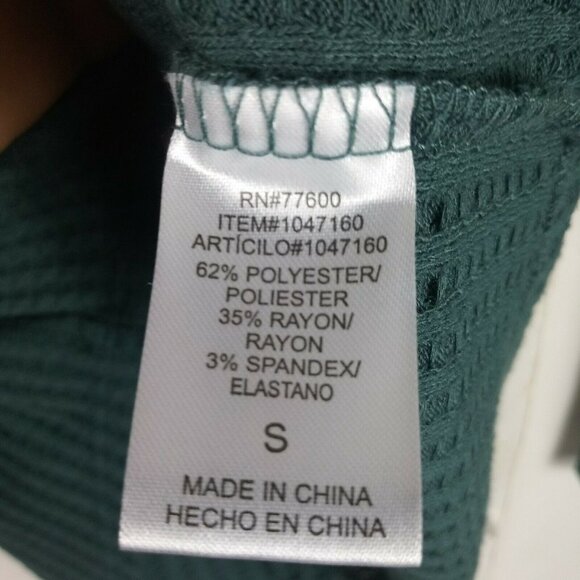 RN#77600
ITEM#1047160
ARTÍCILO#1047160
62% POLYESTER/
POLIESTER
35% RAYON/
RAYON
3% SPANDEX/
ELASTANO
S
MADE IN CHINA
HECHO EN CHINA